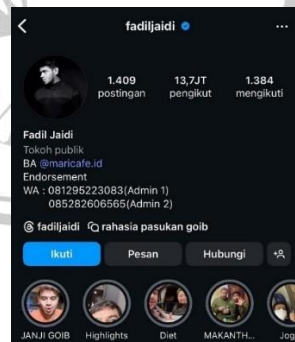 fadiljaidi
1.409 13,7JT 1.384
postingan pengikut mengikuti
Fadil Jaidi
Tokoh publik
BA @maricafe.id
Endorsement
WA : 081295223083(Admin 1)
085282606565(Admin 2)
fadiljaidi rahasia pasukan goib
Ikuti Pesan Hubungi
JANJI GOIB Highlights Diet MAKANTH... Jog